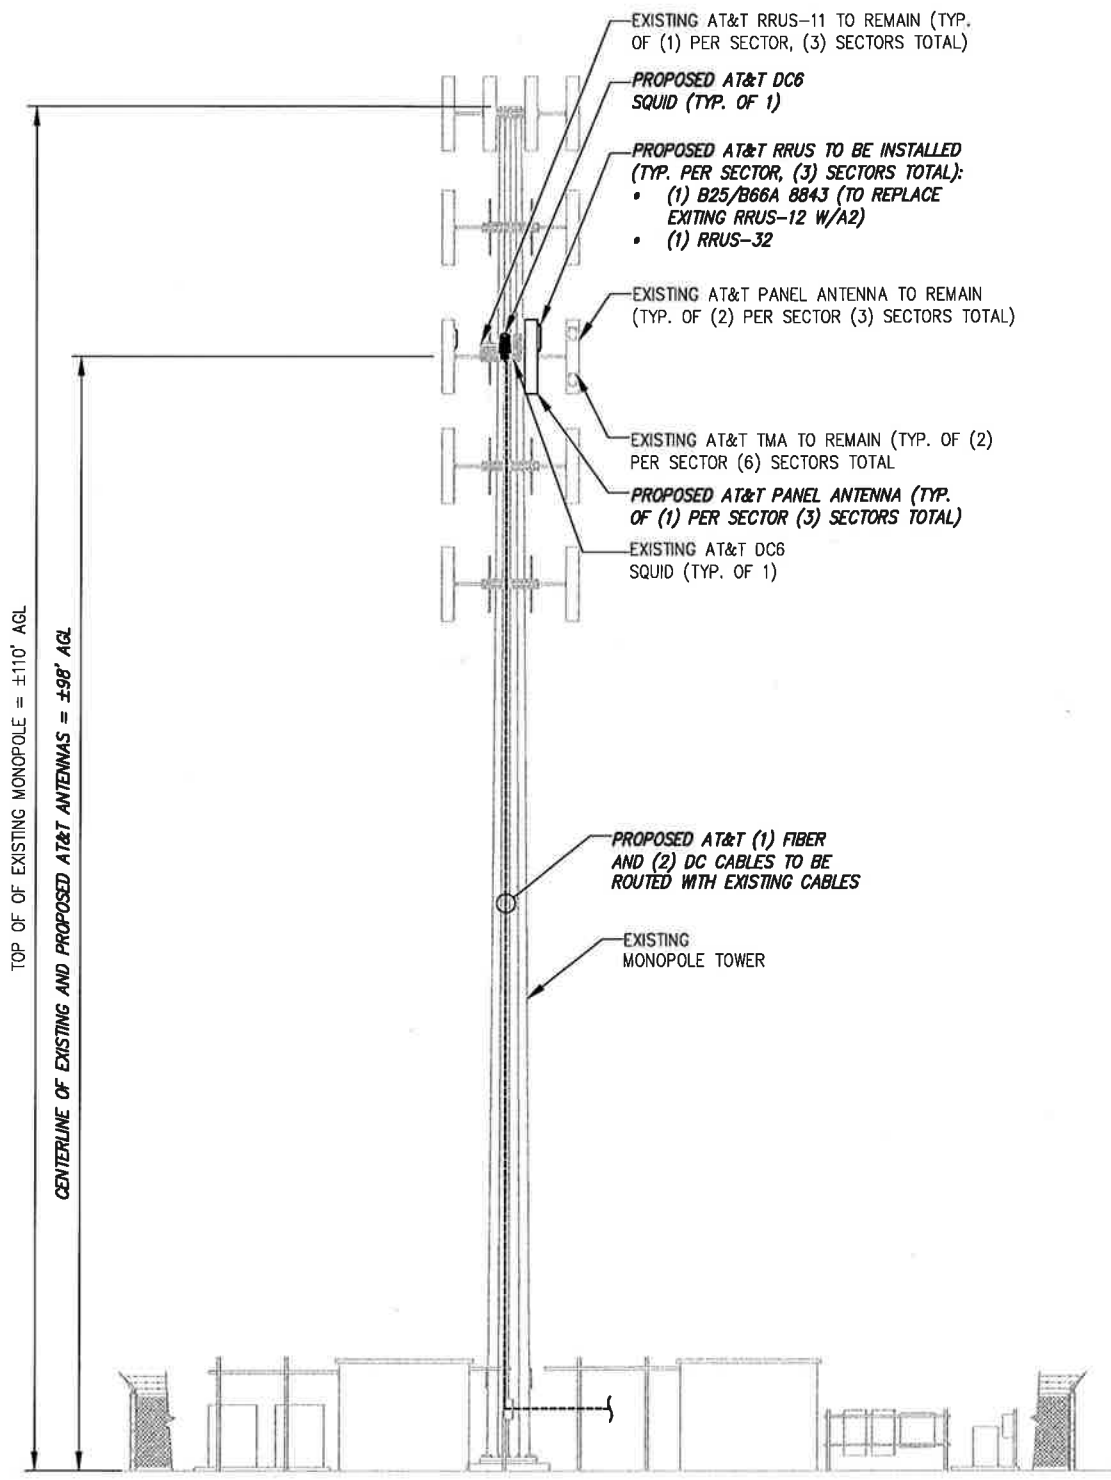 EXISTING AT&T RRUS-11 TO REMAIN (TYP.
OF (1) PER SECTOR, (3) SECTORS TOTAL)
PROPOSED AT&T DC6
SQUID (TYP. OF 1)
PROPOSED AT&T RRUS TO BE INSTALLED
(TYP. PER SECTOR, (3) SECTORS TOTAL):
• (1) B25/B66A 8843 (TO REPLACE
EXITING RRUS-12 W/A2)
• (1) RRUS-32
EXISTING AT&T PANEL ANTENNA TO REMAIN
(TYP. OF (2) PER SECTOR (3) SECTORS TOTAL)
EXISTING AT&T TMA TO REMAIN (TYP. OF (2)
PER SECTOR (6) SECTORS TOTAL
PROPOSED AT&T PANEL ANTENNA (TYP.
OF (1) PER SECTOR (3) SECTORS TOTAL)
EXISTING AT&T DC6
SQUID (TYP. OF 1)
TOP OF OF EXISTING MONOPOLE = ±110' AGL
CENTERLINE OF EXISTING AND PROPOSED AT&T ANTENNAS = ±98' AGL
PROPOSED AT&T (1) FIBER
AND (2) DC CABLES TO BE
ROUTED WITH EXISTING CABLES
EXISTING
MONOPOLE TOWER